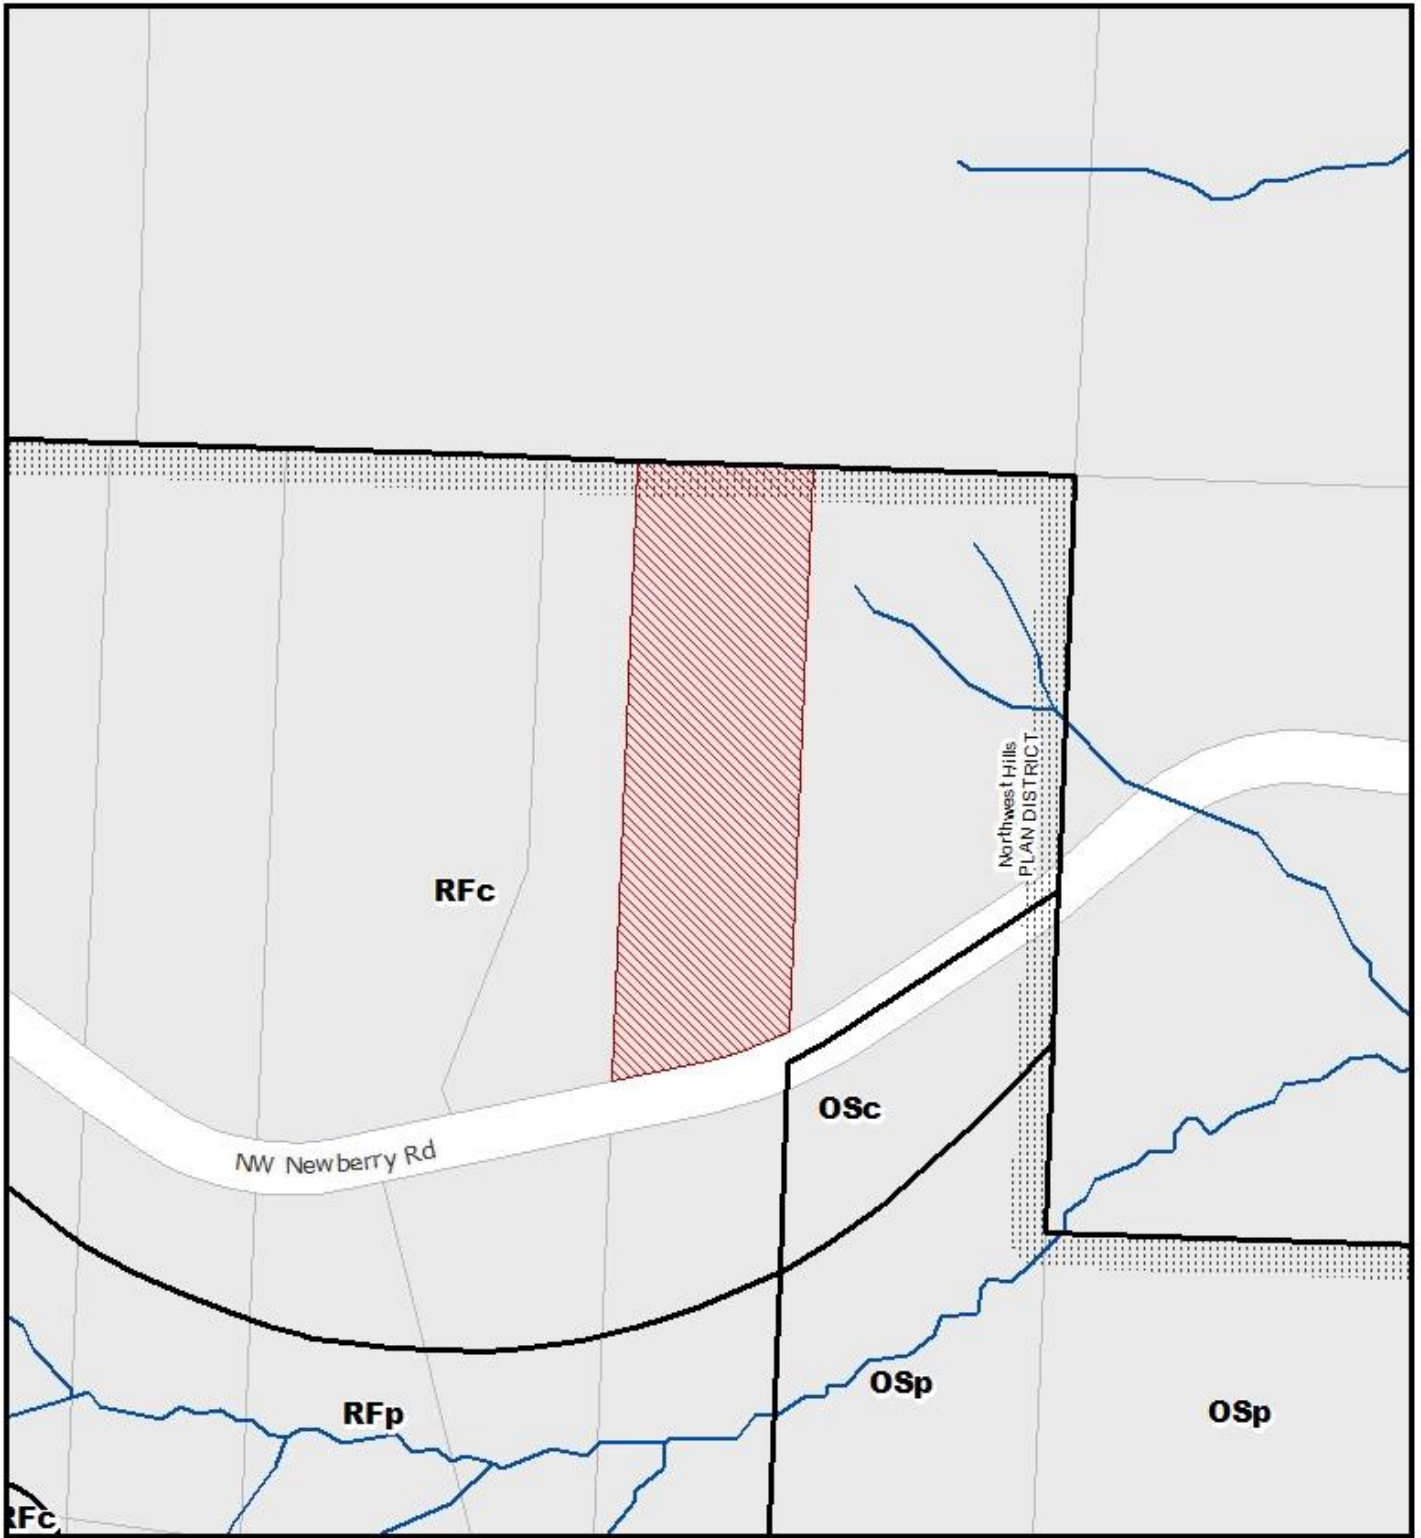 Northwest Hills
PLAN DISTRICT
RFc
OSc
NW Newberry Rd
OSp
RFp
OSp
RFc